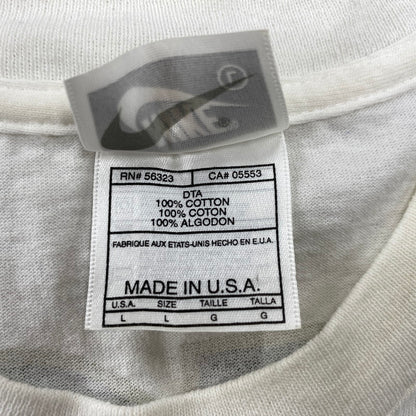 NIKE
R
RN# 56323 CA# 05553
DTA
100% COTTON
100% COTON
100% ALGODON
FABRIQUE AUX ETATS-UNIS HECHO EN E.U.A.
MADE IN U.S.A.
U.S.A. SIZE TAILLE TALLA
L L G G